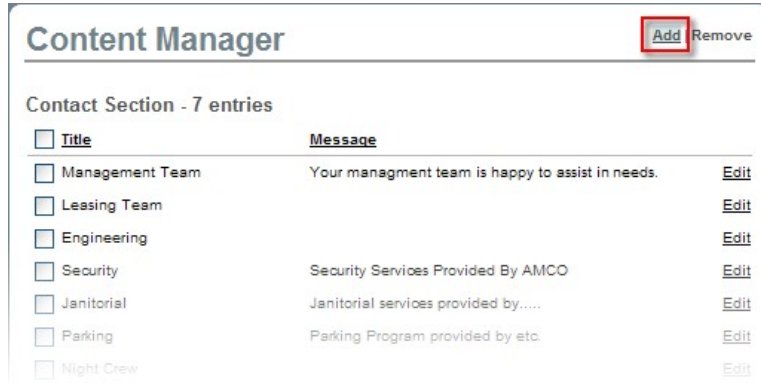 Content Manager
Add Remove
Contact Section - 7 entries
Title Message
Management Team Your managment team is happy to assist in needs. Edit
Leasing Team Edit
Engineering Edit
Security Security Services Provided By AMCO Edit
Janitorial Janitorial services provided by..... Edit
Parking Parking Program provided by etc. Edit
Night Crew Edit